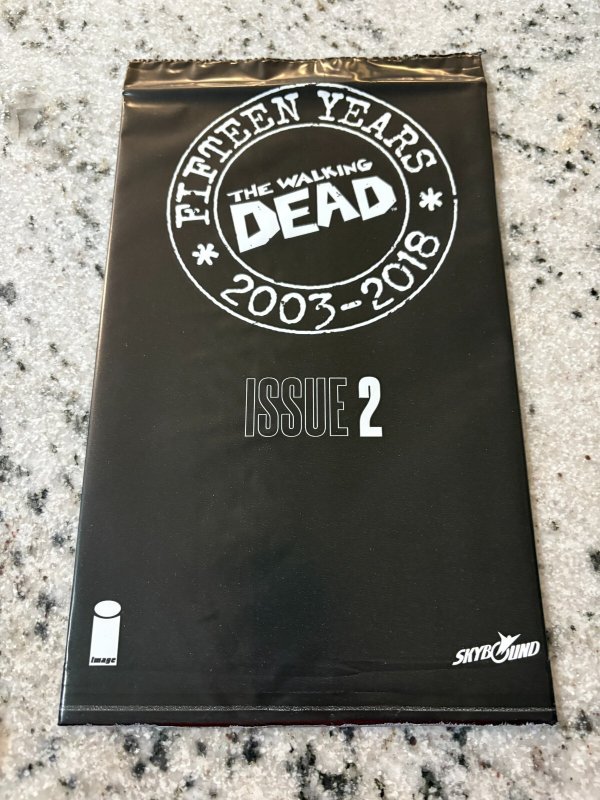 FIFTEEN YEARS
THE WALKING
DEAD
* 2003-2018 *
ISSUE 2
image
SKYBOUND